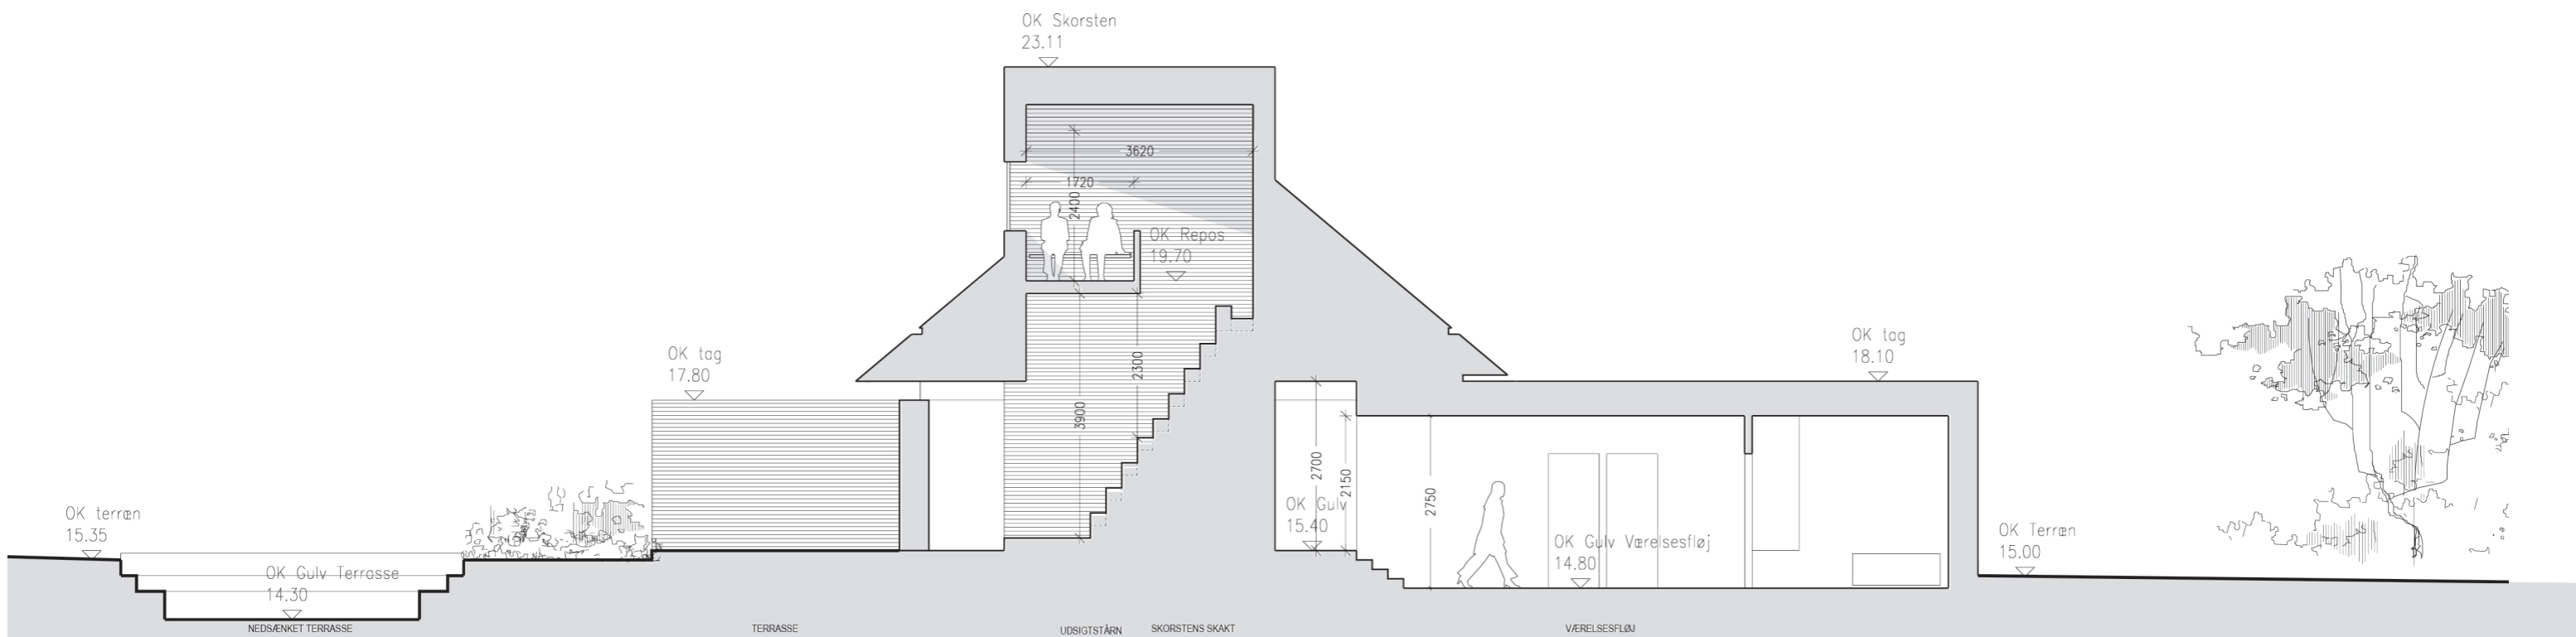 OK Skorsten
23.11
3620
1720
2400
OK Repos
19.70
OK tag
17.80
OK tag
18.10
2300
3900
2700
2150
2750
OK terræn
15.35
OK Gulv
15.40
OK Gulv Værelsesfløj
14.80
OK Terræn
15.00
OK Gulv Terrasse
14.30
NEDSÆNKET TERRASSE
TERRASSE
UDSIGTSTÅRN
SKORSTENS SKAKT
VÆRELSESFLØJ